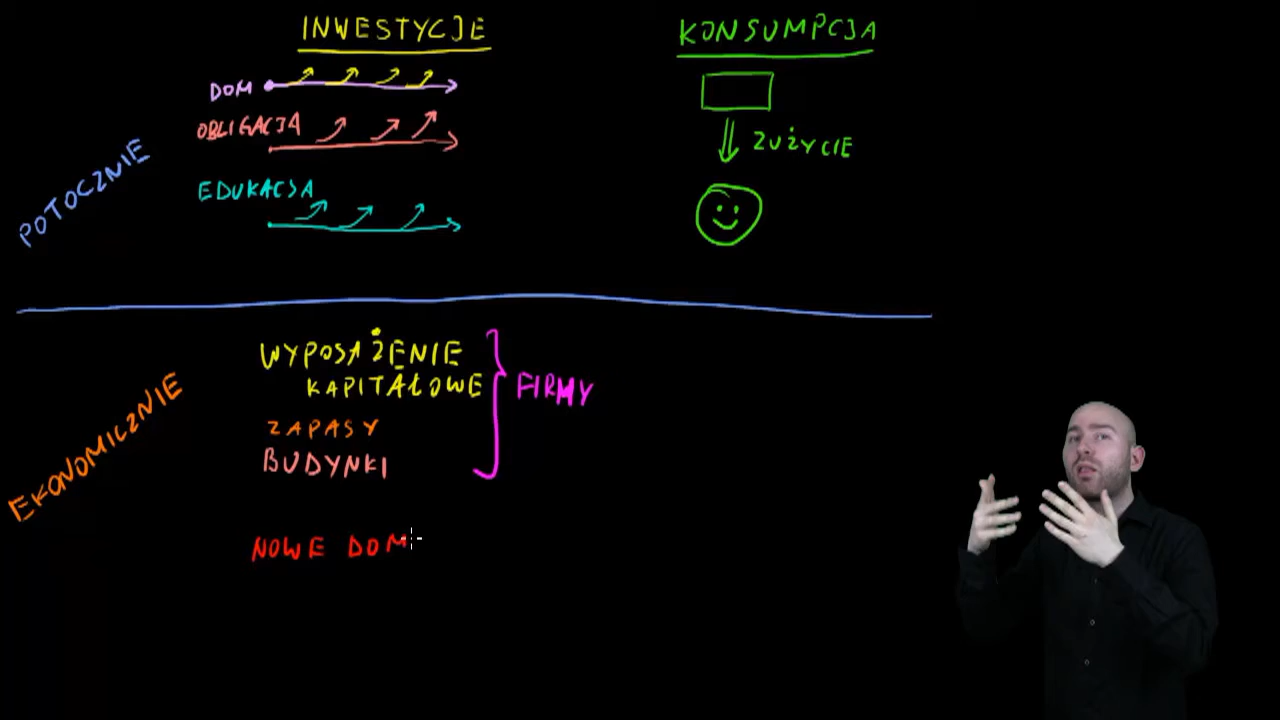 INWESTYCJE
KONSUMPCJA
DOM
OBLIGACJA
ZUŻYCIE
EDUKACJA
POTOCZNIE
WYPOSAŻENIE
KAPITAŁOWE
FIRMY
ZAPASY
BUDYNKI
EKONOMICZNIE
NOWE DOM